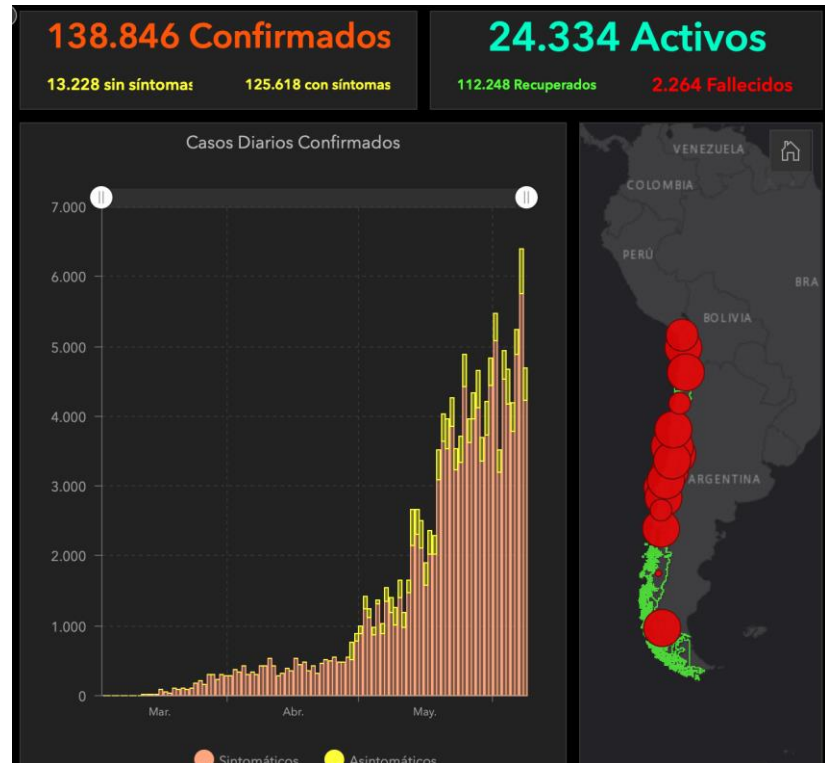 138.846 Confirmados
13.228 sin síntomas
125.618 con síntomas
24.334 Activos
112.248 Recuperados
2.264 Fallecidos
Casos Diarios Confirmados
7.000
6.000
5.000
4.000
3.000
2.000
1.000
0
Mar.
Abr.
May.
Sintomáticos
Asintomáticos
VENEZUELA
COLOMBIA
PERÚ
BRA
BOLIVIA
ARGENTINA